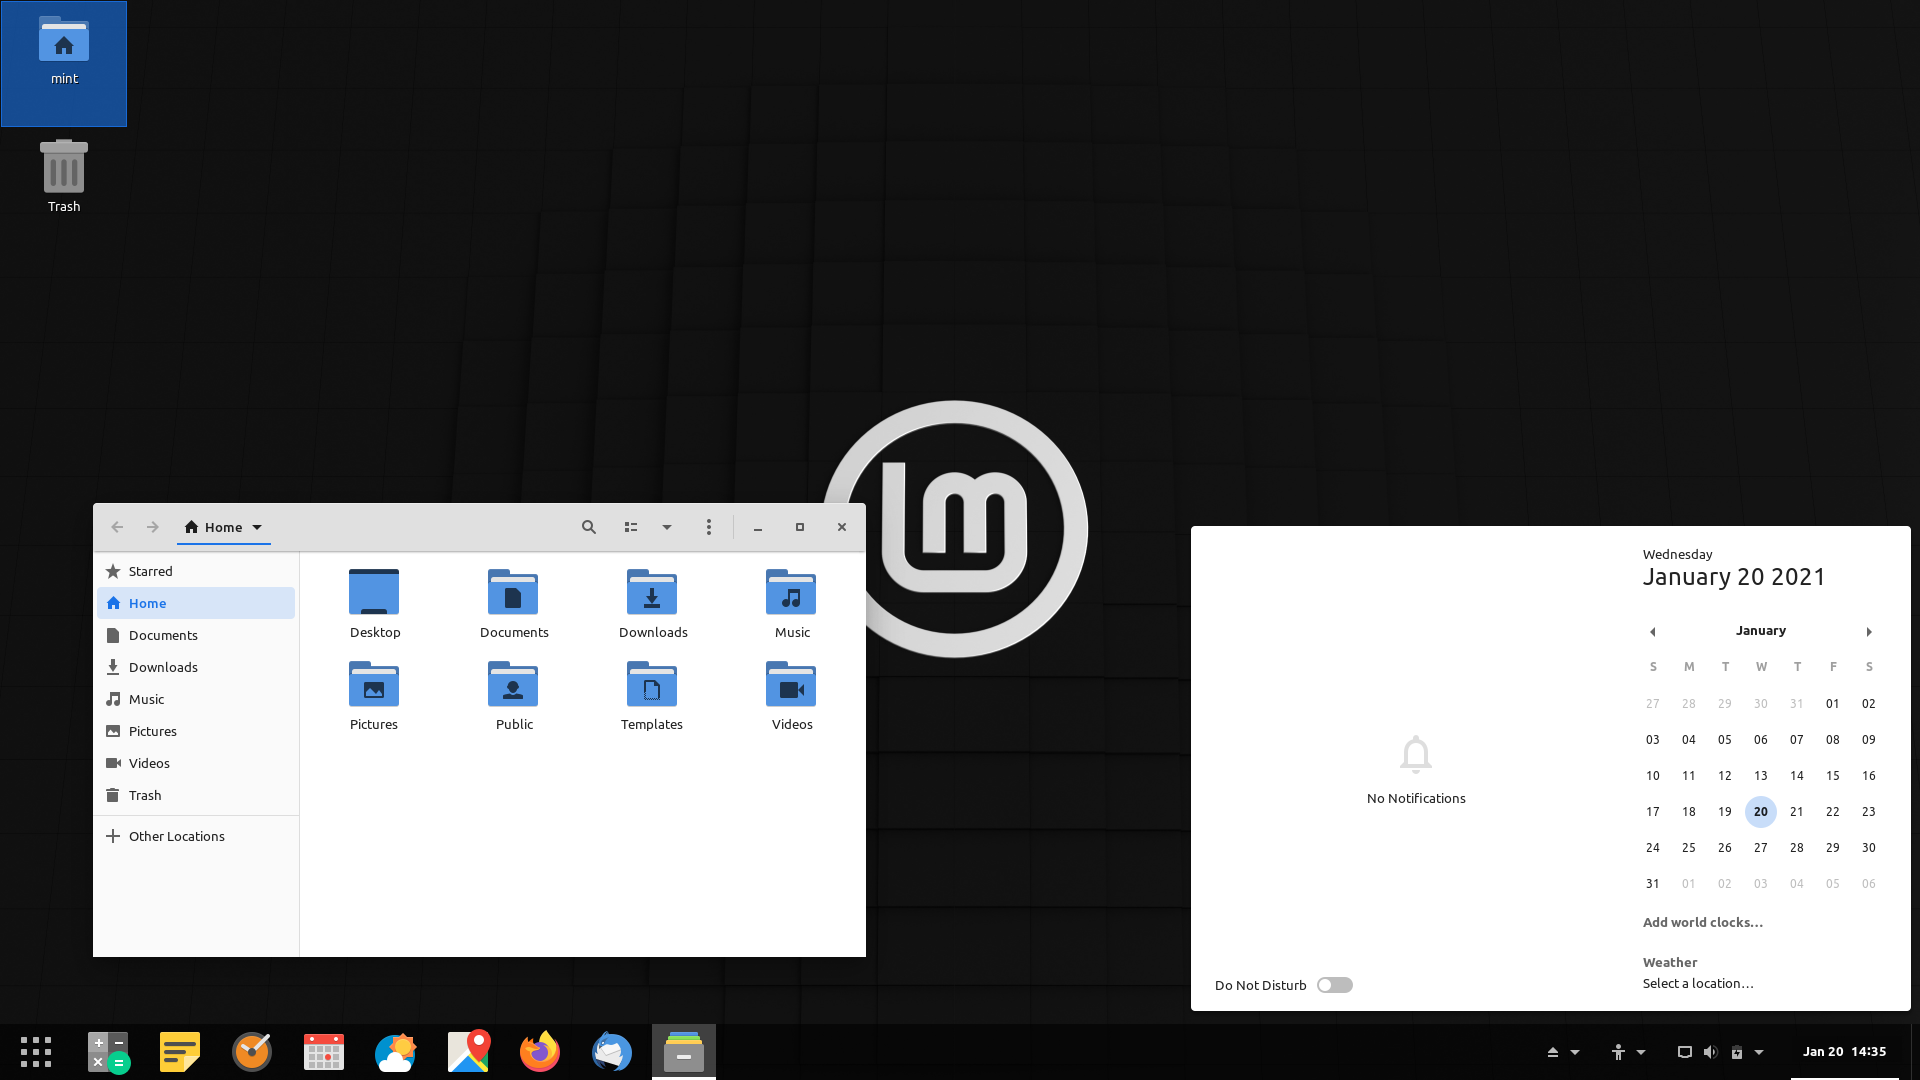 mint
Trash
Home
Starred
Home
Documents
Downloads
Music
Pictures
Videos
Trash
Other Locations
Desktop Documents Downloads Music
Pictures Public Templates Videos
lm
No Notifications
Do Not Disturb
Wednesday
January 20 2021
January
S M T W T F S
27 28 29 30 31 01 02
03 04 05 06 07 08 09
10 11 12 13 14 15 16
17 18 19 20 21 22 23
24 25 26 27 28 29 30
31 01 02 03 04 05 06
Add world clocks...
Weather
Select a location...
Jan 20 14:35